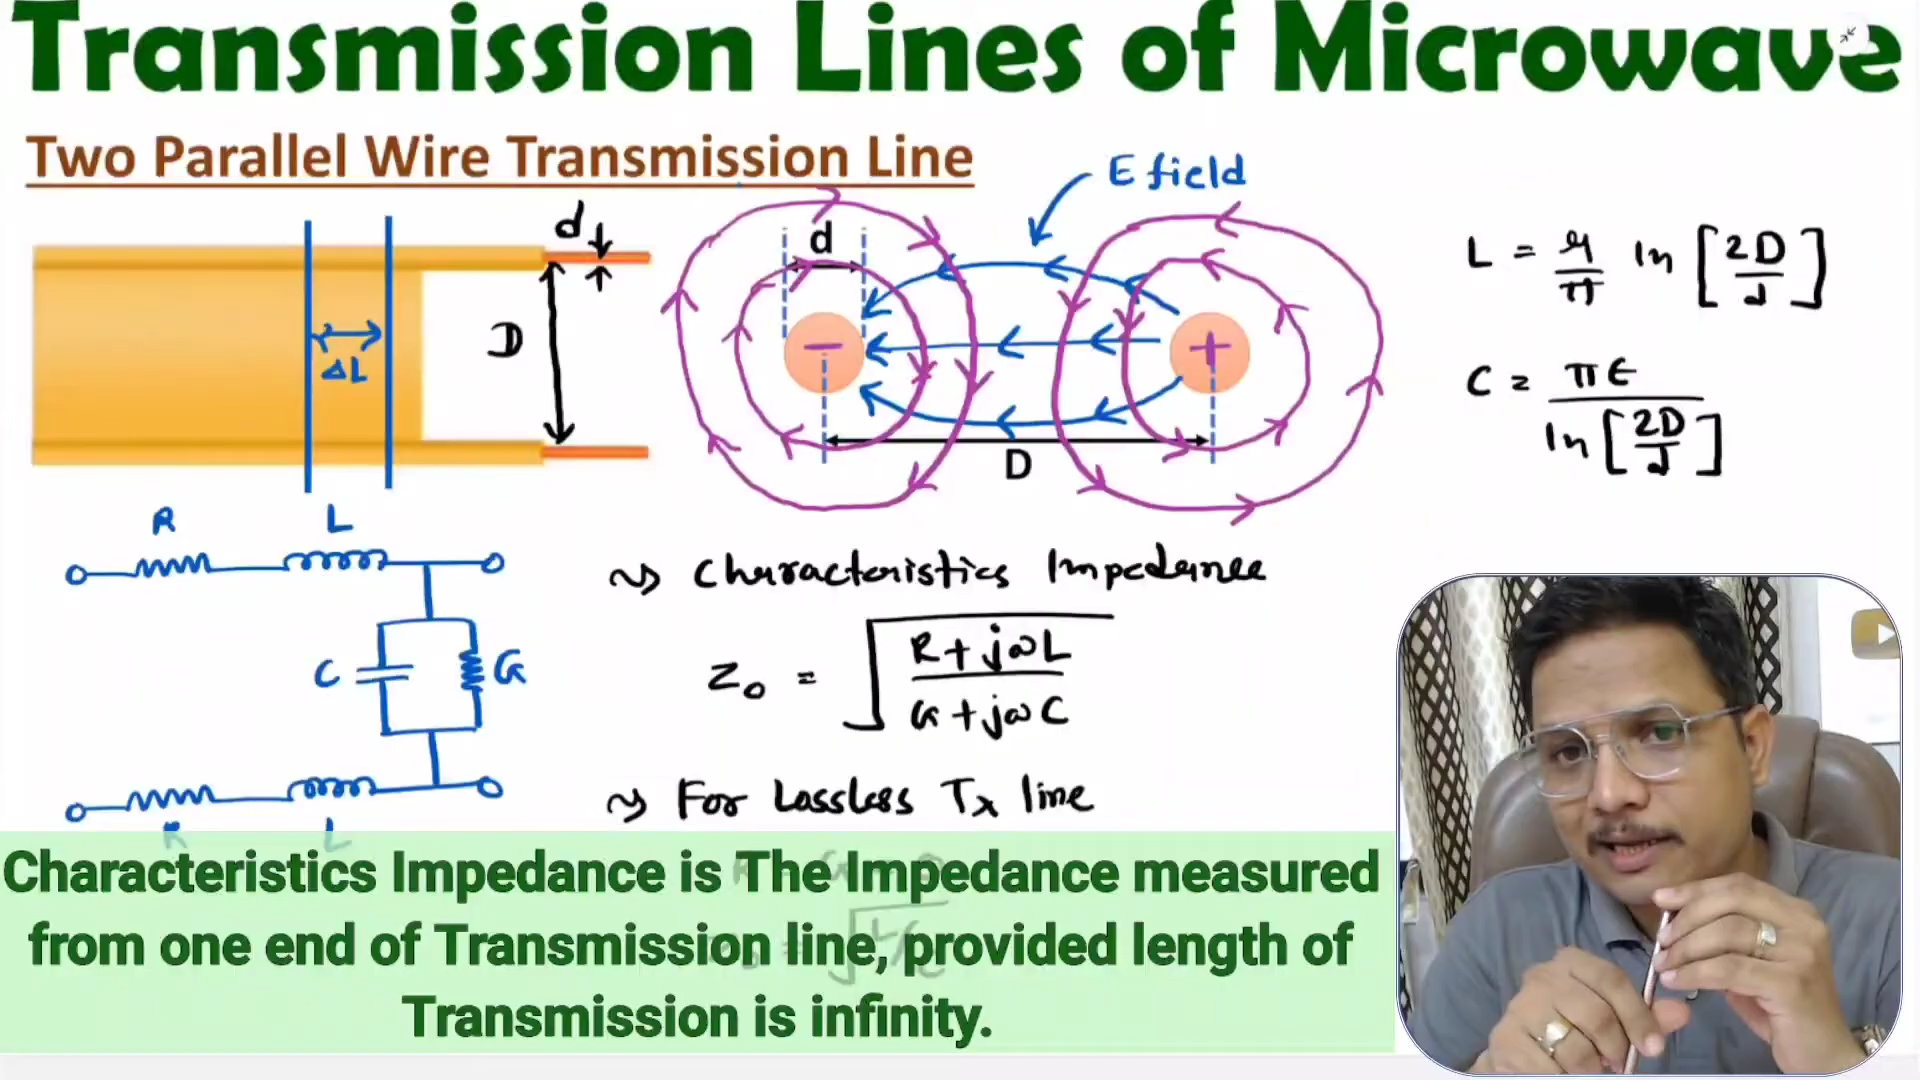 Transmission Lines of Microwave
Two Parallel Wire Transmission Line
E field
d
d
D
ΔL
−
+
D
L = μ/π ln [2D/d]
C = πϵ / ln [2D/d]
R L
C G
R L
⇝ Characteristics Impedance
Z₀ = √((R + jωL)/(G + jωC))
⇝ For Lossless Tx line
Characteristics Impedance is The Impedance measured
from one end of Transmission line, provided length of
Transmission is infinity.